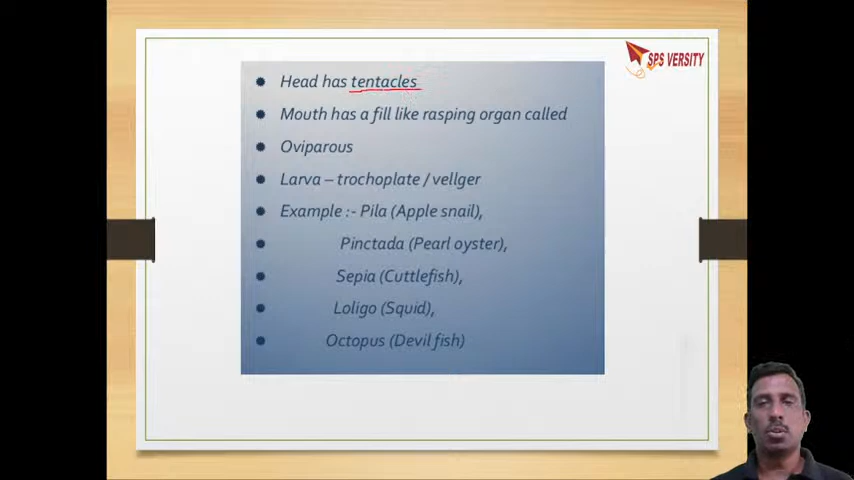 SPS VERSITY
Head has tentacles
Mouth has a fill like rasping organ called
Oviparous
Larva – trochoplate / vellger
Example :- Pila (Apple snail),
Pinctada (Pearl oyster),
Sepia (Cuttlefish),
Loligo (Squid),
Octopus (Devil fish)